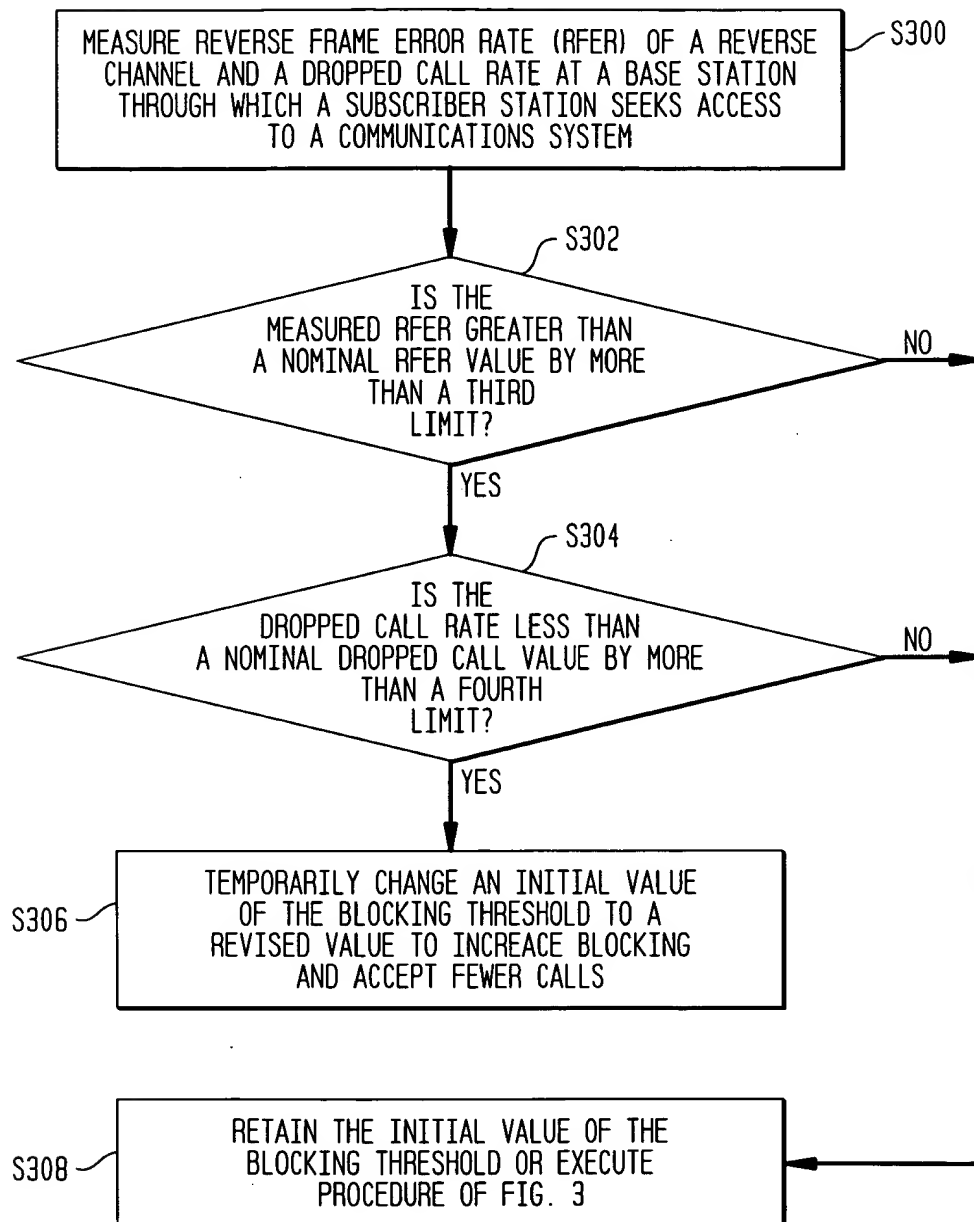 MEASURE REVERSE FRAME ERROR RATE (RFER) OF A REVERSE
CHANNEL AND A DROPPED CALL RATE AT A BASE STATION
THROUGH WHICH A SUBSCRIBER STATION SEEKS ACCESS
TO A COMMUNICATIONS SYSTEM
S300
S302
IS THE
MEASURED RFER GREATER THAN
A NOMINAL RFER VALUE BY MORE
THAN A THIRD
LIMIT?
NO
YES
S304
IS THE
DROPPED CALL RATE LESS THAN
A NOMINAL DROPPED CALL VALUE BY MORE
THAN A FOURTH
LIMIT?
NO
YES
S306
TEMPORARILY CHANGE AN INITIAL VALUE
OF THE BLOCKING THRESHOLD TO A
REVISED VALUE TO INCREACE BLOCKING
AND ACCEPT FEWER CALLS
S308
RETAIN THE INITIAL VALUE OF THE
BLOCKING THRESHOLD OR EXECUTE
PROCEDURE OF FIG. 3